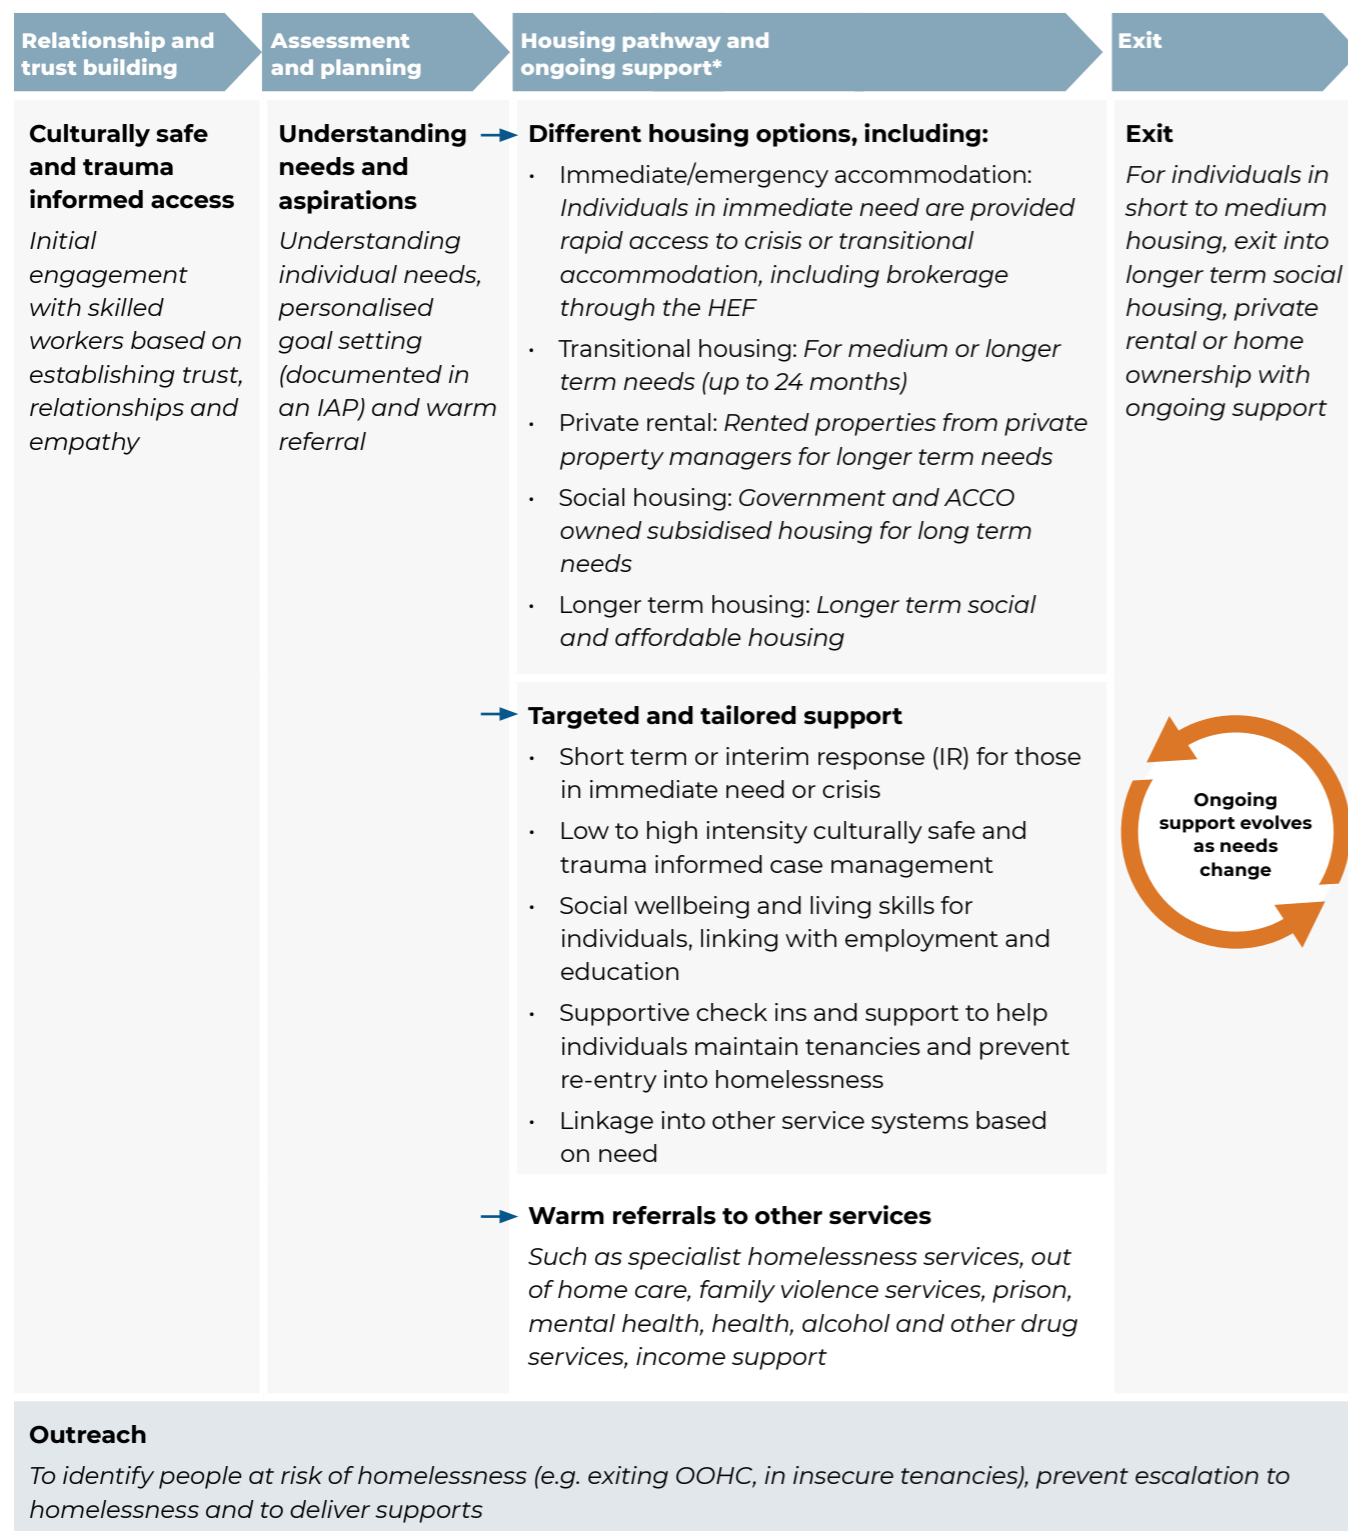 Relationship and
trust building
Assessment
and planning
Housing pathway and
ongoing support*
Exit
Culturally safe
and trauma
informed access
Initial
engagement
with skilled
workers based on
establishing trust,
relationships and
empathy
Understanding
needs and
aspirations
Understanding
individual needs,
personalised
goal setting
(documented in
an IAP) and warm
referral
Different housing options, including:
• Immediate/emergency accommodation:
Individuals in immediate need are provided
rapid access to crisis or transitional
accommodation, including brokerage
through the HEF
• Transitional housing: For medium or longer
term needs (up to 24 months)
• Private rental: Rented properties from private
property managers for longer term needs
• Social housing: Government and ACCO
owned subsidised housing for long term
needs
• Longer term housing: Longer term social
and affordable housing
Targeted and tailored support
• Short term or interim response (IR) for those
in immediate need or crisis
• Low to high intensity culturally safe and
trauma informed case management
• Social wellbeing and living skills for
individuals, linking with employment and
education
• Supportive check ins and support to help
individuals maintain tenancies and prevent
re-entry into homelessness
• Linkage into other service systems based
on need
Warm referrals to other services
Such as specialist homelessness services, out
of home care, family violence services, prison,
mental health, health, alcohol and other drug
services, income support
Exit
For individuals in
short to medium
housing, exit into
longer term social
housing, private
rental or home
ownership with
ongoing support
Ongoing
support evolves
as needs
change
Outreach
To identify people at risk of homelessness (e.g. exiting OOHC, in insecure tenancies), prevent escalation to
homelessness and to deliver supports